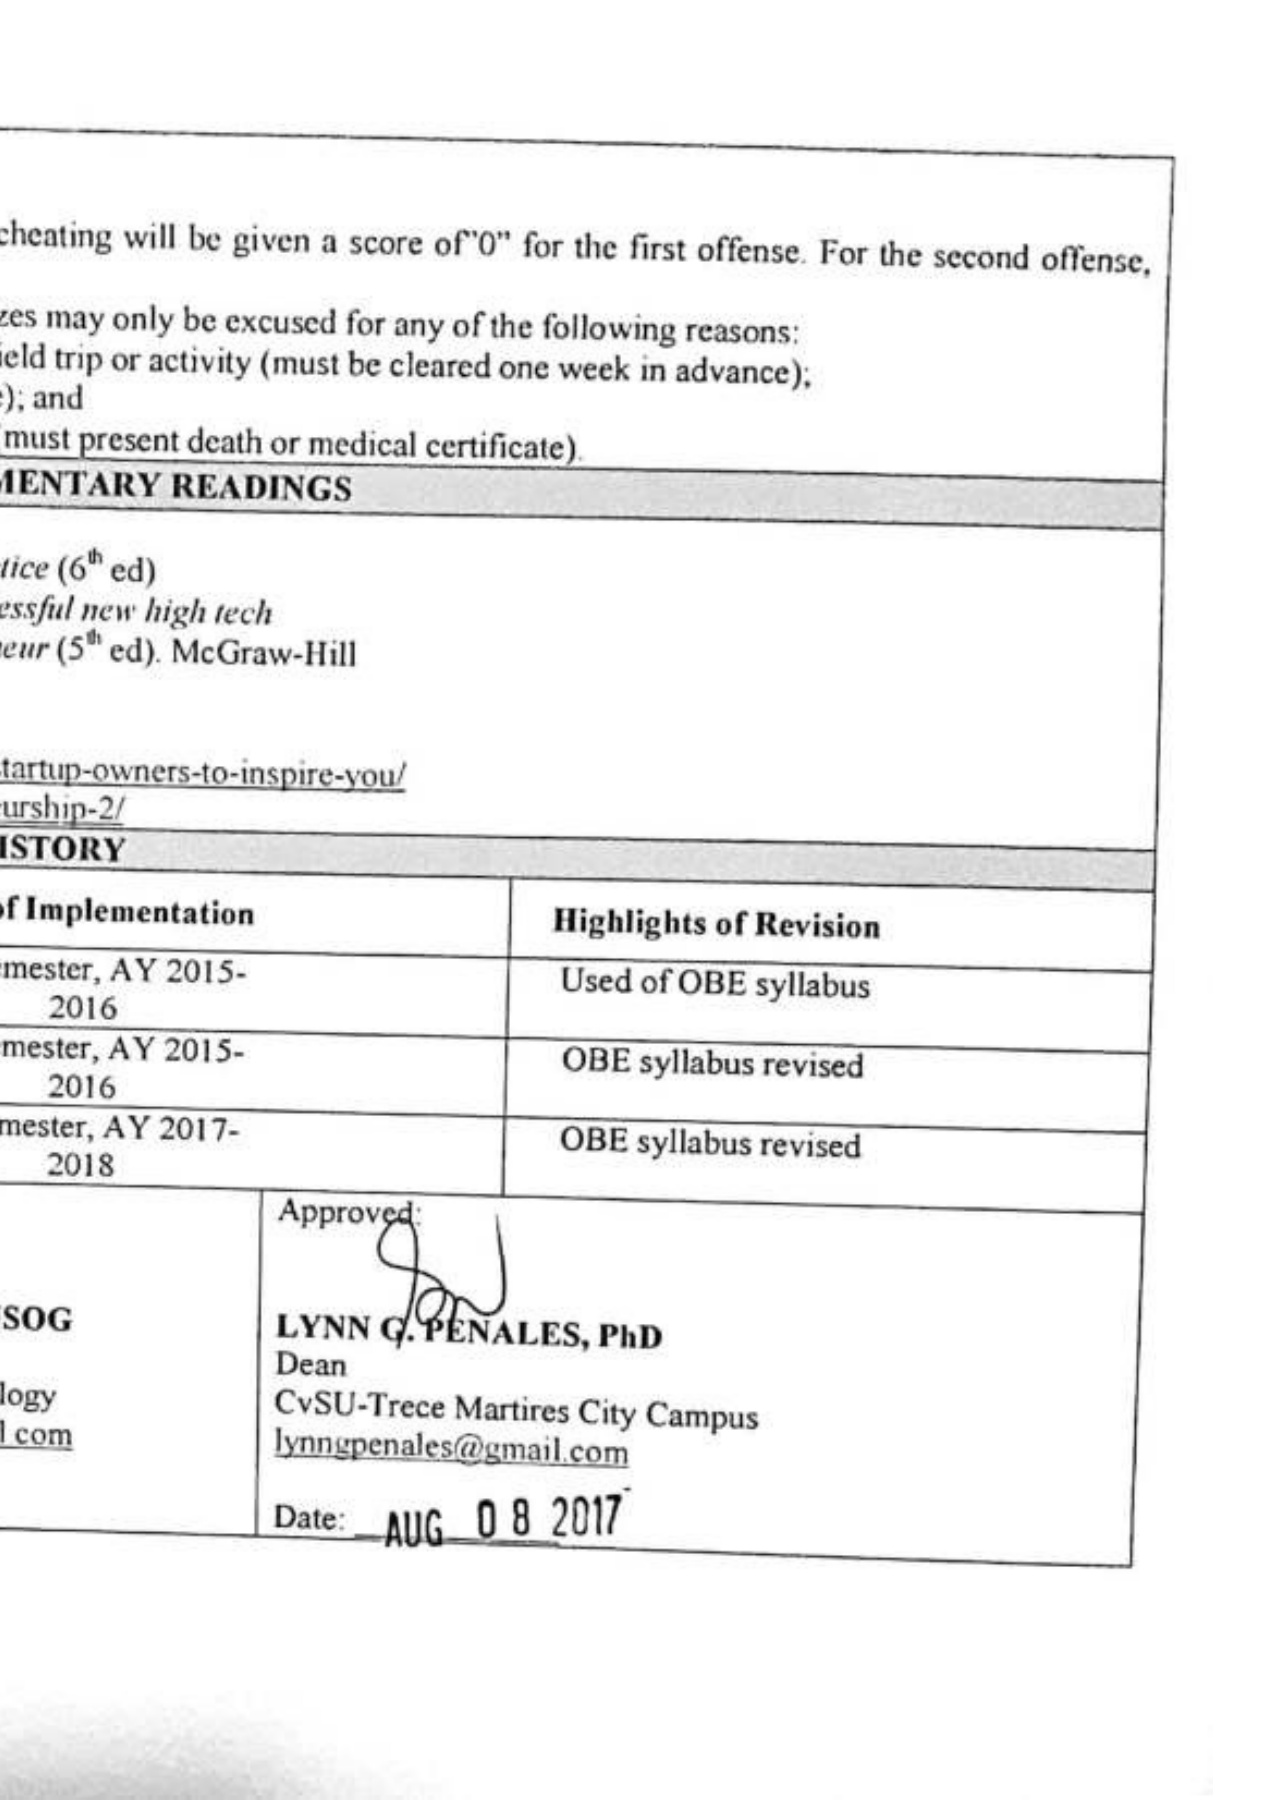 cheating will be given a score of"0" for the first offense. For the second offense,
zes may only be excused for any of the following reasons:
ield trip or activity (must be cleared one week in advance);
e); and
(must present death or medical certificate).
MENTARY READINGS
tice (6th ed)
essful new high tech
neur (5th ed). McGraw-Hill
tartup-owners-to-inspire-you/
urship-2/
ISTORY
of Implementation Highlights of Revision
mester, AY 2015- Used of OBE syllabus
2016
mester, AY 2015- OBE syllabus revised
2016
mester, AY 2017- OBE syllabus revised
2018
Approved:
SOG
LYNN G. PENALES, PhD
Dean
logy
CvSU-Trece Martires City Campus
l.com
lynngpenales@gmail.com
Date: AUG 08 2017